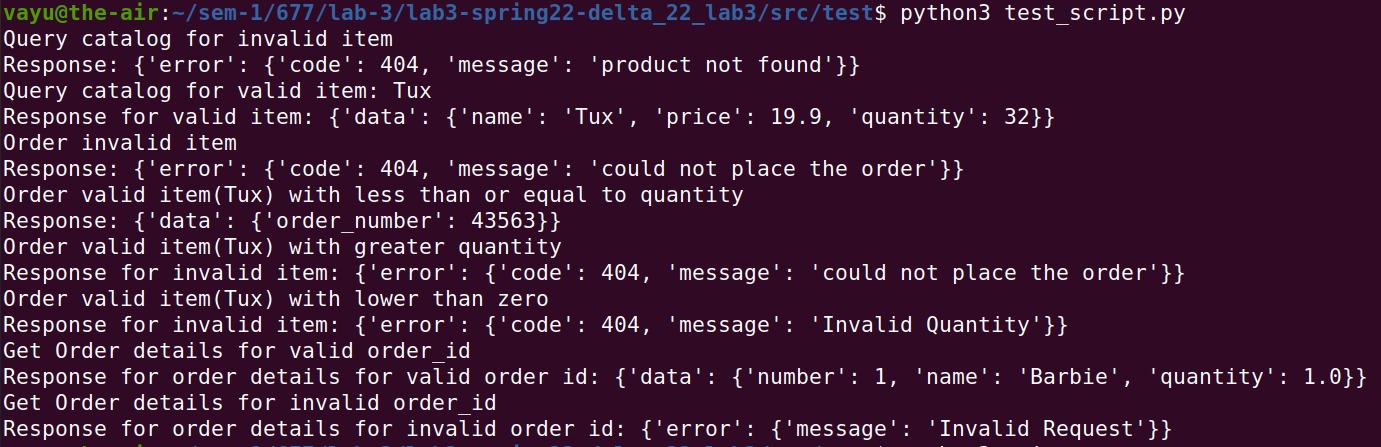 vayu@the-air:~/sem-1/677/lab-3/lab3-spring22-delta_22_lab3/src/test$ python3 test_script.py
Query catalog for invalid item
Response: {'error': {'code': 404, 'message': 'product not found'}}
Query catalog for valid item: Tux
Response for valid item: {'data': {'name': 'Tux', 'price': 19.9, 'quantity': 32}}
Order invalid item
Response: {'error': {'code': 404, 'message': 'could not place the order'}}
Order valid item(Tux) with less than or equal to quantity
Response: {'data': {'order_number': 43563}}
Order valid item(Tux) with greater quantity
Response for invalid item: {'error': {'code': 404, 'message': 'could not place the order'}}
Order valid item(Tux) with lower than zero
Response for invalid item: {'error': {'code': 404, 'message': 'Invalid Quantity'}}
Get Order details for valid order_id
Response for order details for valid order id: {'data': {'number': 1, 'name': 'Barbie', 'quantity': 1.0}}
Get Order details for invalid order_id
Response for order details for invalid order id: {'error': {'message': 'Invalid Request'}}